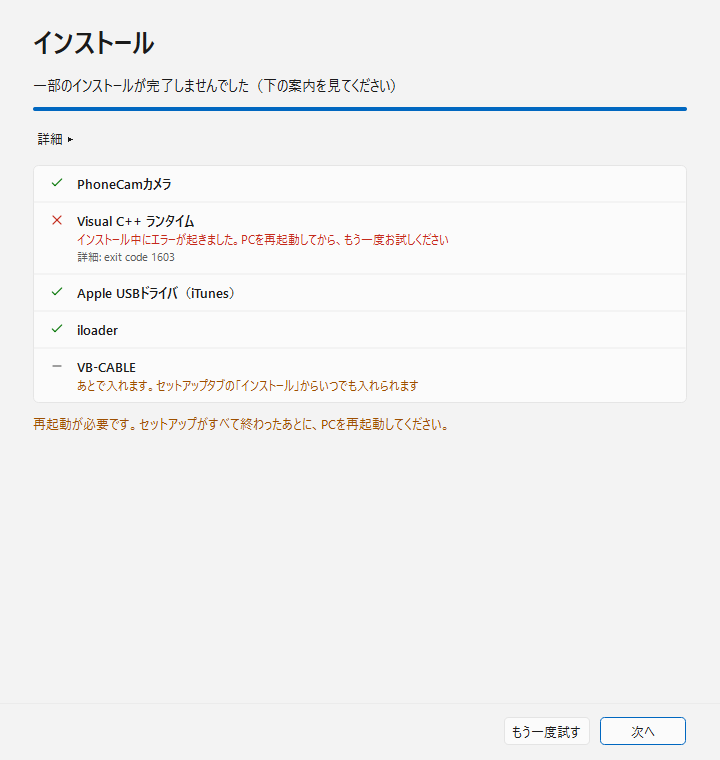 インストール
一部のインストールが完了しませんでした（下の案内を見てください）
詳細 ▸
PhoneCamカメラ
Visual C++ ランタイム
インストール中にエラーが起きました。PCを再起動してから、もう一度お試しください
詳細: exit code 1603
Apple USBドライバ（iTunes）
iloader
VB-CABLE
あとで入れます。セットアップタブの「インストール」からいつでも入れられます
再起動が必要です。セットアップがすべて終わったあとに、PCを再起動してください。
もう一度試す
次へ